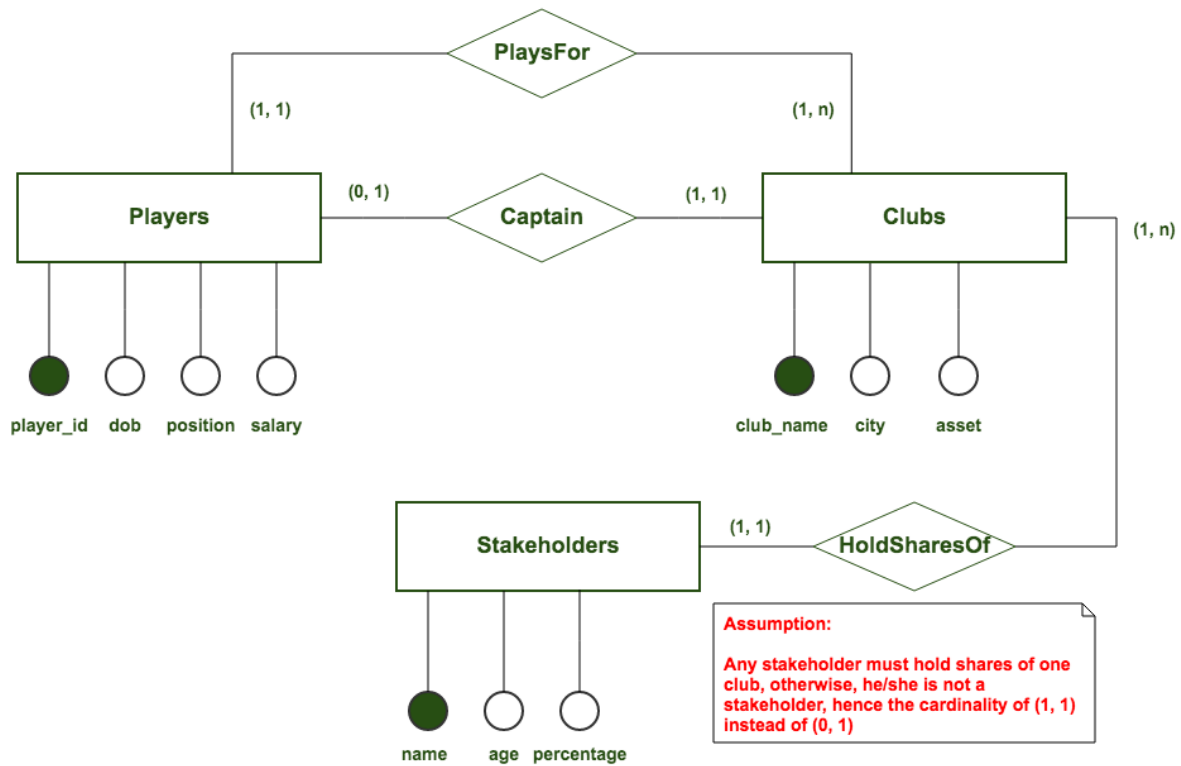 PlaysFor
(1, 1)
(1, n)
Players
(0, 1)
Captain
(1, 1)
Clubs
(1, n)
player_id
dob
position
salary
club_name
city
asset
Stakeholders
(1, 1)
HoldSharesOf
Assumption:
Any stakeholder must hold shares of one
club, otherwise, he/she is not a
stakeholder, hence the cardinality of (1, 1)
instead of (0, 1)
name
age
percentage